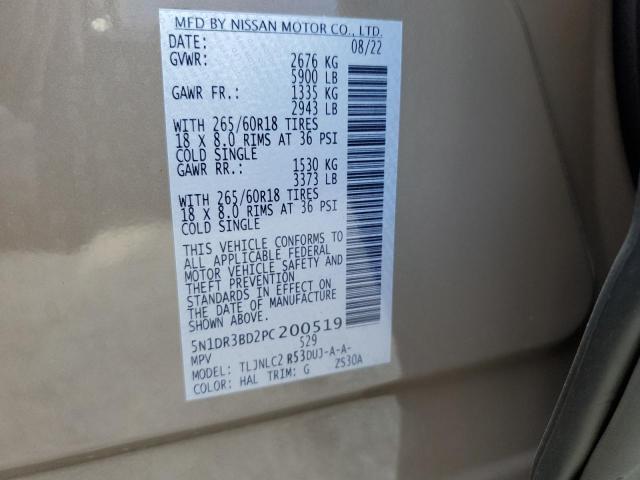 MFD BY NISSAN MOTOR CO., LTD.
DATE: 08/22
GVWR: 2676 KG
5900 LB
GAWR FR.: 1335 KG
2943 LB
WITH 265/60R18 TIRES
18 X 8.0 RIMS AT 36 PSI
COLD SINGLE
GAWR RR.: 1530 KG
3373 LB
WITH 265/60R18 TIRES
18 X 8.0 RIMS AT 36 PSI
COLD SINGLE
THIS VEHICLE CONFORMS TO
ALL APPLICABLE FEDERAL
MOTOR VEHICLE SAFETY AND
THEFT PREVENTION
STANDARDS IN EFFECT ON
THE DATE OF MANUFACTURE
SHOWN ABOVE.
5N1DR3BD2PC200519
MPV 529
MODEL: TLJNLC2 R53DUJ-A-A-
COLOR: HAL TRIM: G ZS30A